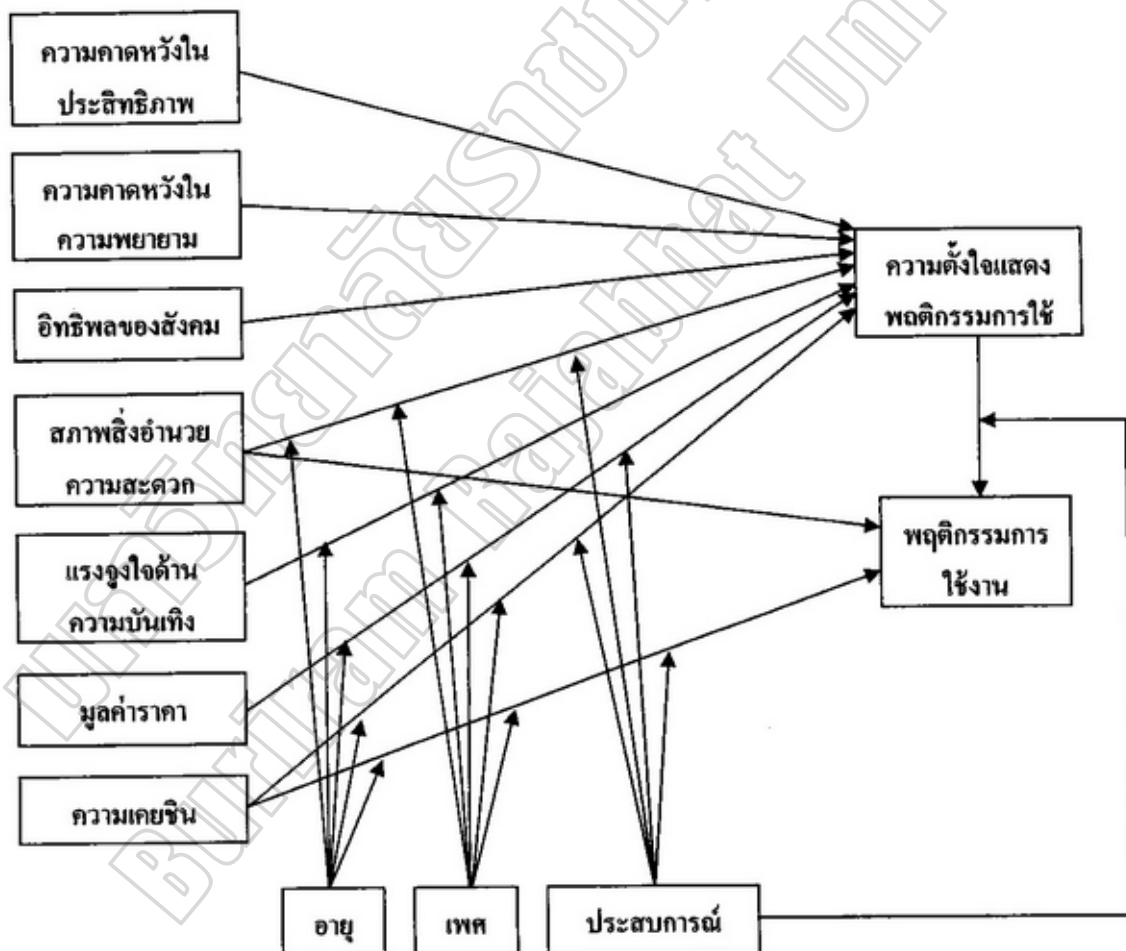 ความคาดหวังใน
ประสิทธิภาพ
ความคาดหวังใน
ความพยายาม
อิทธิพลของสังคม
สภาพสิ่งอำนวย
ความสะดวก
แรงจูงใจด้าน
ความบันเทิง
มูลค่าราคา
ความเคยชิน
ความตั้งใจแสดง
พฤติกรรมการใช้
พฤติกรรมการ
ใช้งาน
อายุ
เพศ
ประสบการณ์
Buriram Rajabhat Uni